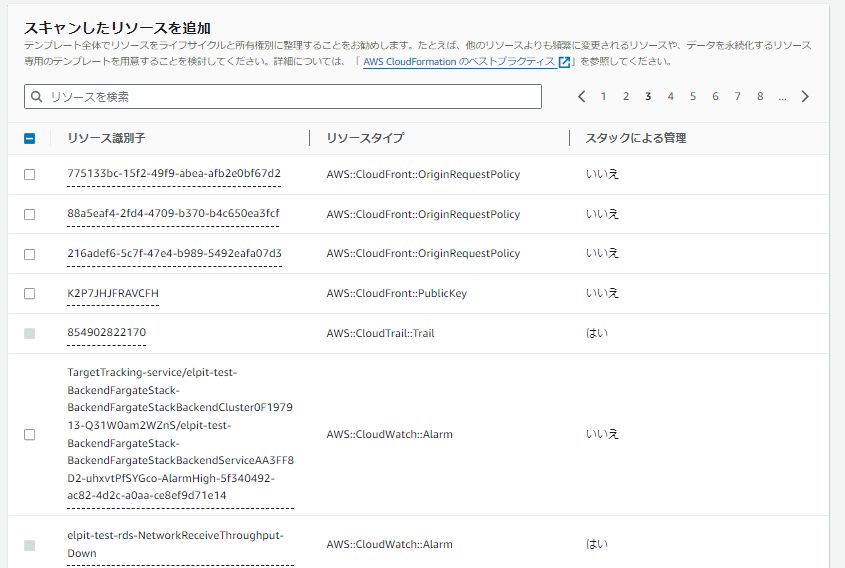 スキャンしたリソースを追加
テンプレート全体でリソースをライフサイクルと所有権別に整理することをお勧めします。たとえば、他のリソースよりも頻繁に変更されるリソースや、データを永続化するリソース
専用のテンプレートを用意することを検討してください。詳細については、「 AWS CloudFormation のベストプラクティス 」を参照してください。
リソースを検索 1 2 3 4 5 6 7 8 ...
リソース識別子 リソースタイプ スタックによる管理
775133bc-15f2-49f9-abea-afb2e0bf67d2 AWS::CloudFront::OriginRequestPolicy いいえ
88a5eaf4-2fd4-4709-b370-b4c650ea3fcf AWS::CloudFront::OriginRequestPolicy いいえ
216adef6-5c7f-47e4-b989-5492eafa07d3 AWS::CloudFront::OriginRequestPolicy いいえ
K2P7JHJFRAVCFH AWS::CloudFront::PublicKey いいえ
854902822170 AWS::CloudTrail::Trail はい
TargetTracking-service/elpit-test-
BackendFargateStack-
BackendFargateStackBackendCluster0F1979
13-Q31W0am2WZnS/elpit-test-
BackendFargateStack-
BackendFargateStackBackendServiceAA3FF8
D2-uhxvtPfSYGco-AlarmHigh-5f340492-
ac82-4d2c-a0aa-ce8ef9d71e14
AWS::CloudWatch::Alarm いいえ
elpit-test-rds-NetworkReceiveThroughput-
Down
AWS::CloudWatch::Alarm はい